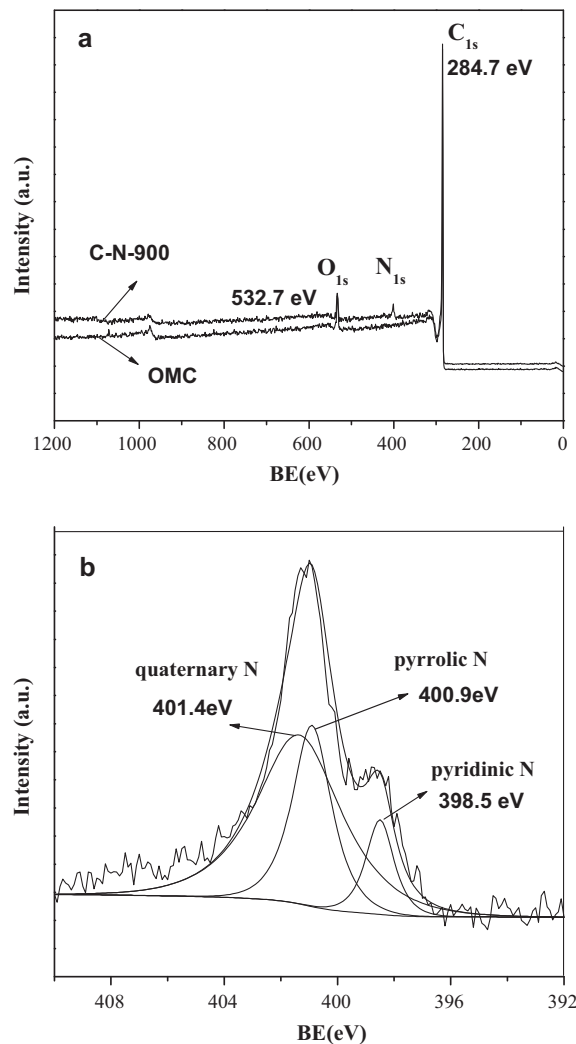 a
C1s
284.7 eV
C-N-900
532.7 eV
O1s
N1s
OMC
Intensity (a.u.)
1200 1000 800 600 400 200 0
BE(eV)
b
quaternary N
401.4eV
pyrrolic N
400.9eV
pyridinic N
398.5 eV
Intensity (a.u.)
408 404 400 396 392
BE(eV)